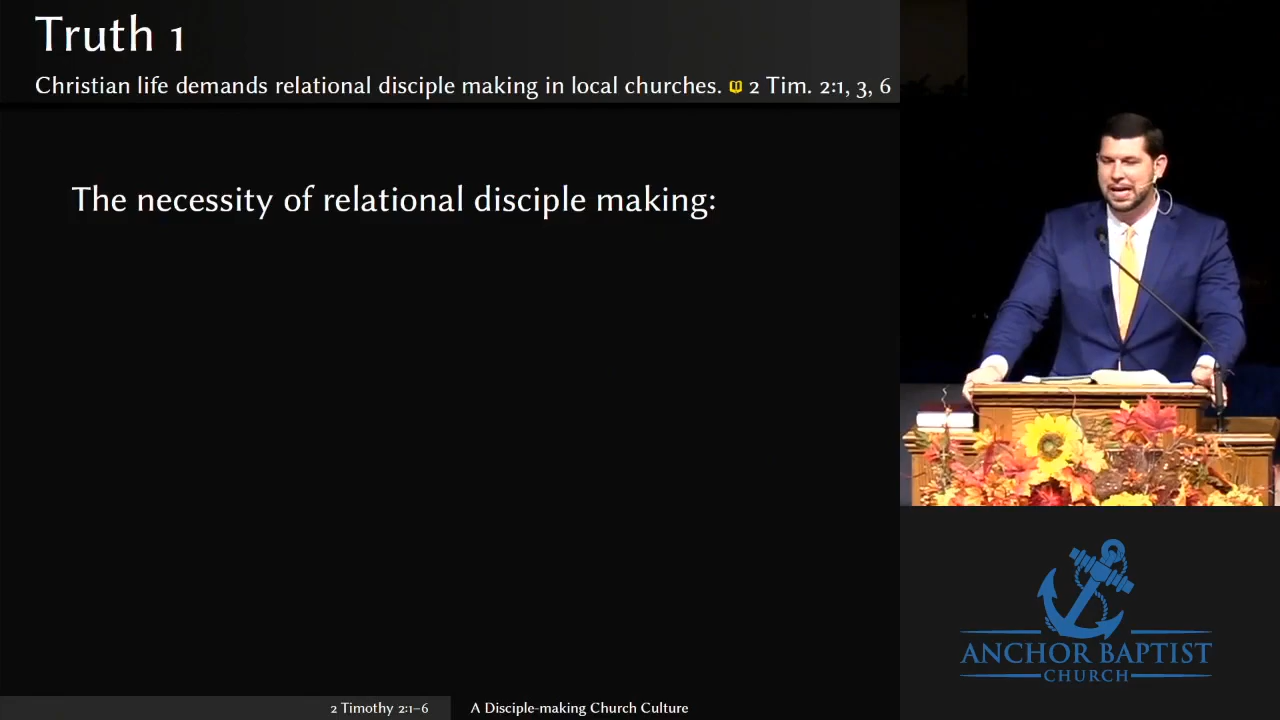 Truth 1
Christian life demands relational disciple making in local churches. 2 Tim. 2:1, 3, 6
The necessity of relational disciple making:
ANCHOR BAPTIST
CHURCH
2 Timothy 2:1–6
A Disciple-making Church Culture